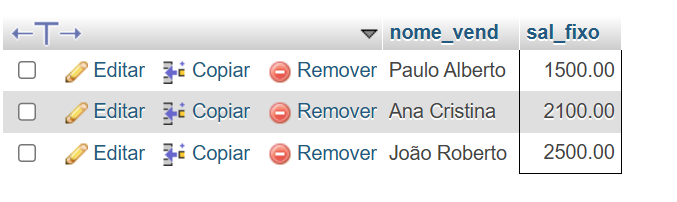 nome_vend sal_fixo
Editar Copiar Remover Paulo Alberto 1500.00
Editar Copiar Remover Ana Cristina 2100.00
Editar Copiar Remover João Roberto 2500.00